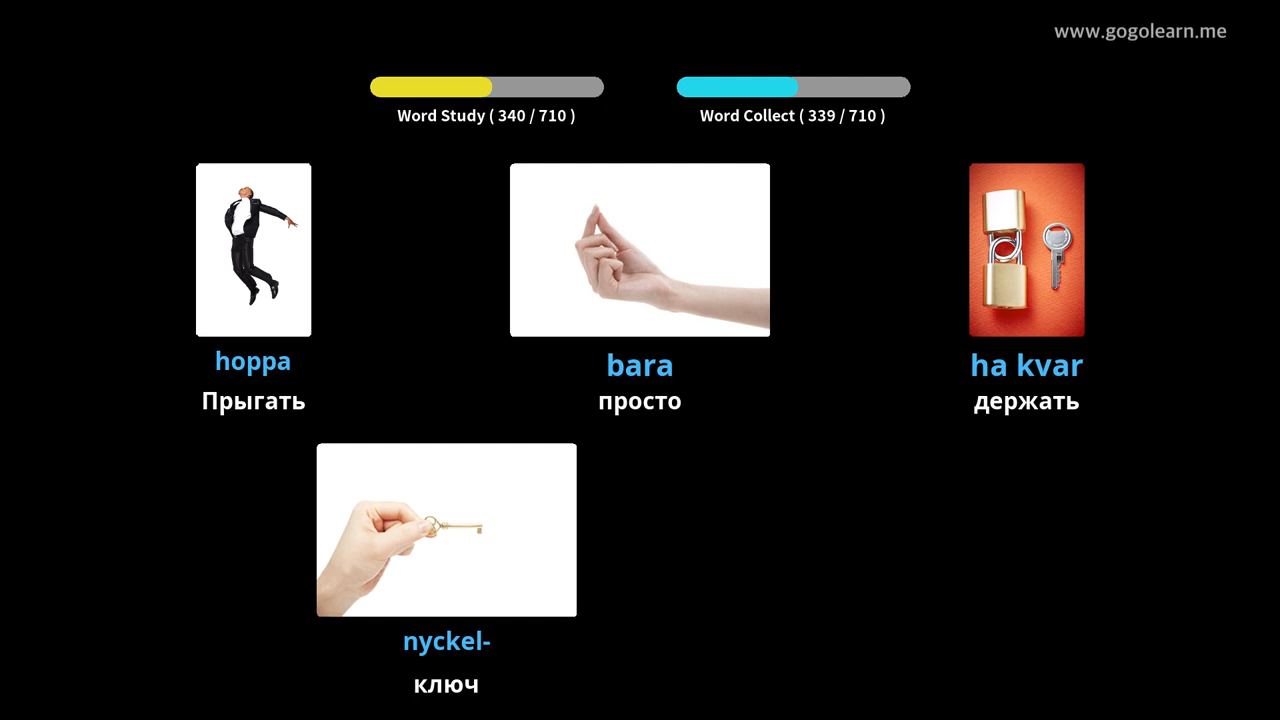 www.gogolearn.me
Word Study ( 340 / 710 )
Word Collect ( 339 / 710 )
hoppa
Прыгать
bara
просто
ha kvar
держать
nyckel-
ключ